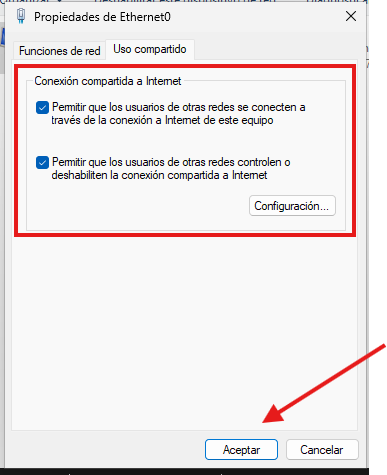 Propiedades de Ethernet0
Funciones de red
Uso compartido
Conexión compartida a Internet
Permitir que los usuarios de otras redes se conecten a
través de la conexión a Internet de este equipo
Permitir que los usuarios de otras redes controlen o
deshabiliten la conexión compartida a Internet
Configuración...
Aceptar
Cancelar